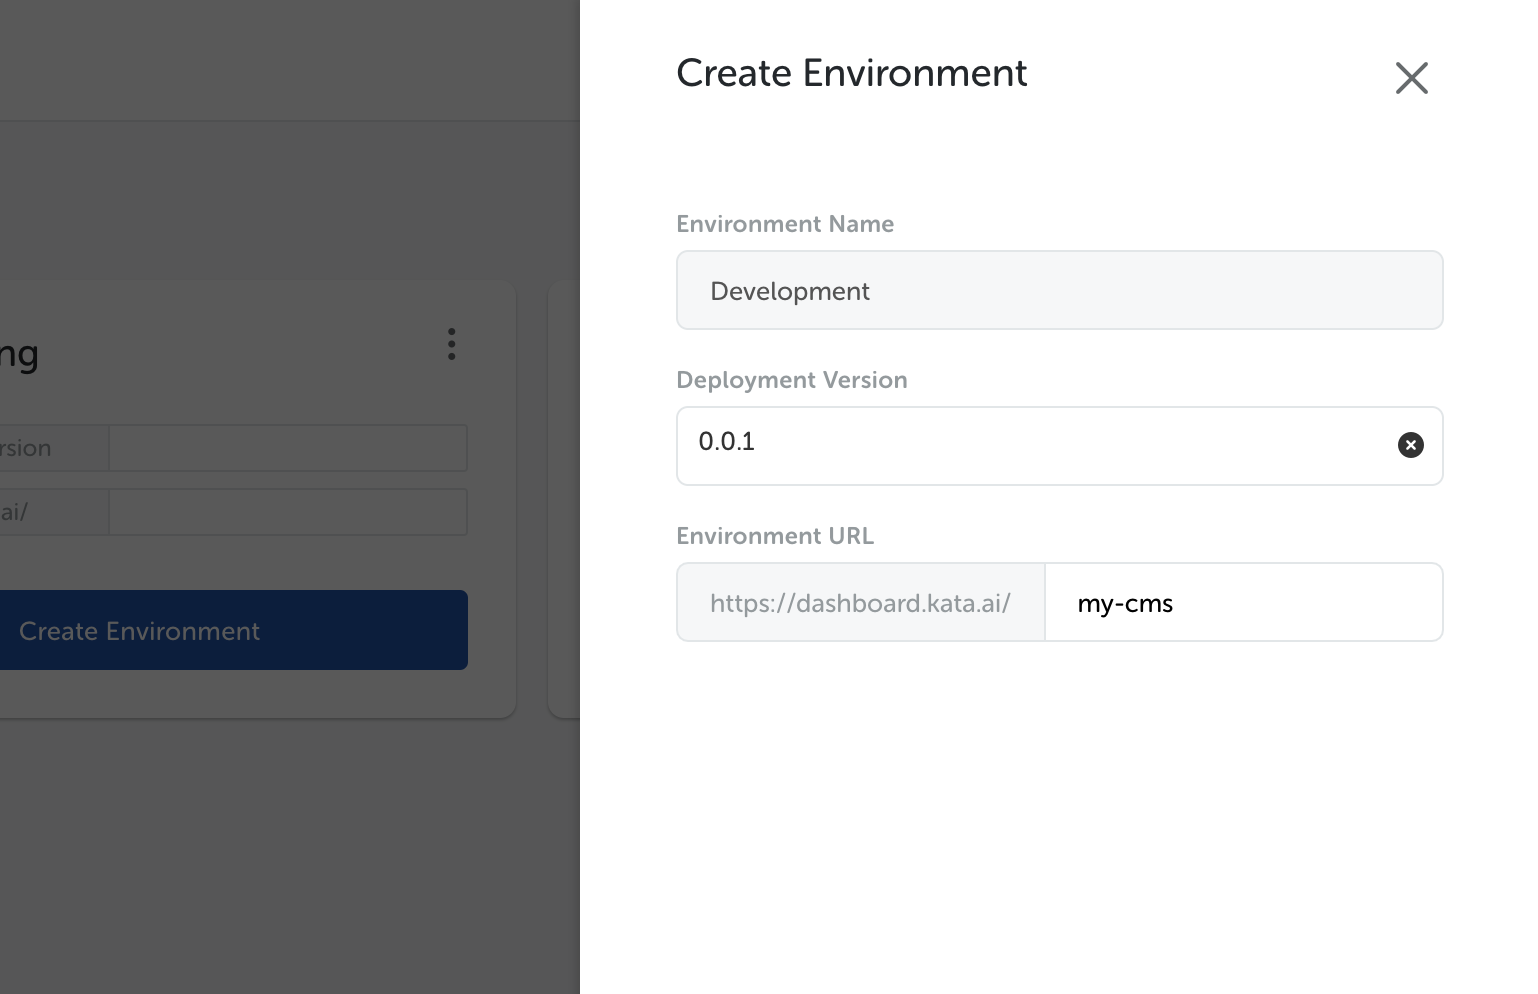 Create Environment
Environment Name
Development
Deployment Version
0.0.1
Environment URL
https://dashboard.kata.ai/ my-cms
ng
rsion
ai/
Create Environment